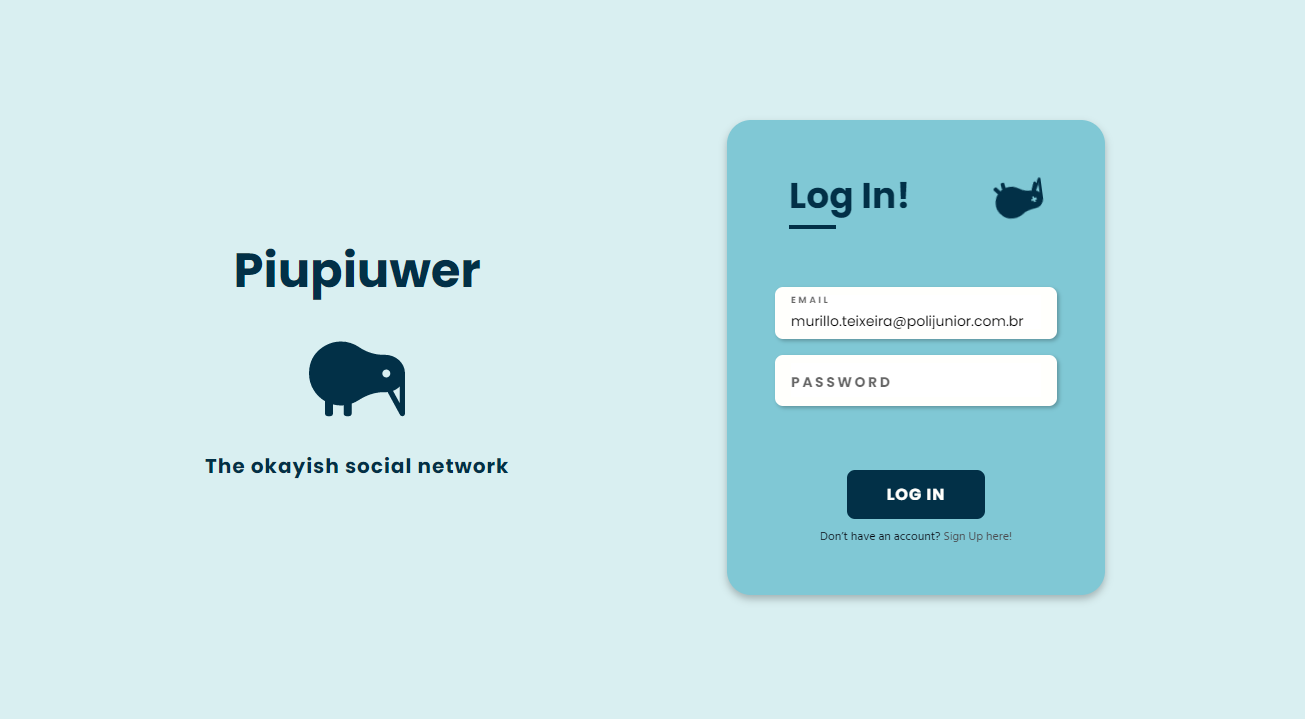 Piupiuwer
The okayish social network
Log In!
EMAIL
murillo.teixeira@polijunior.com.br
PASSWORD
LOG IN
Don't have an account? Sign Up here!